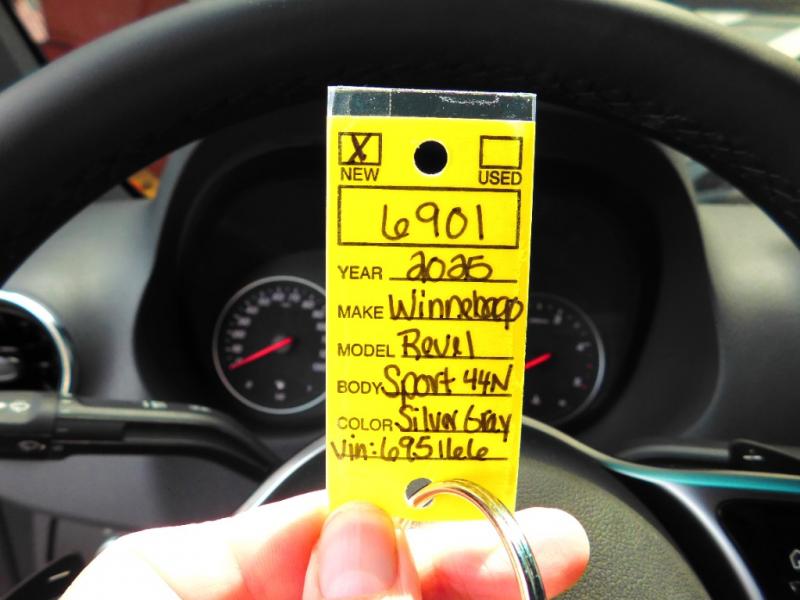 X
NEW USED
6901
YEAR 2025
MAKE Winnebago
MODEL Revel
BODY Sport 44N
COLOR Silver Gray
Vin: 695166